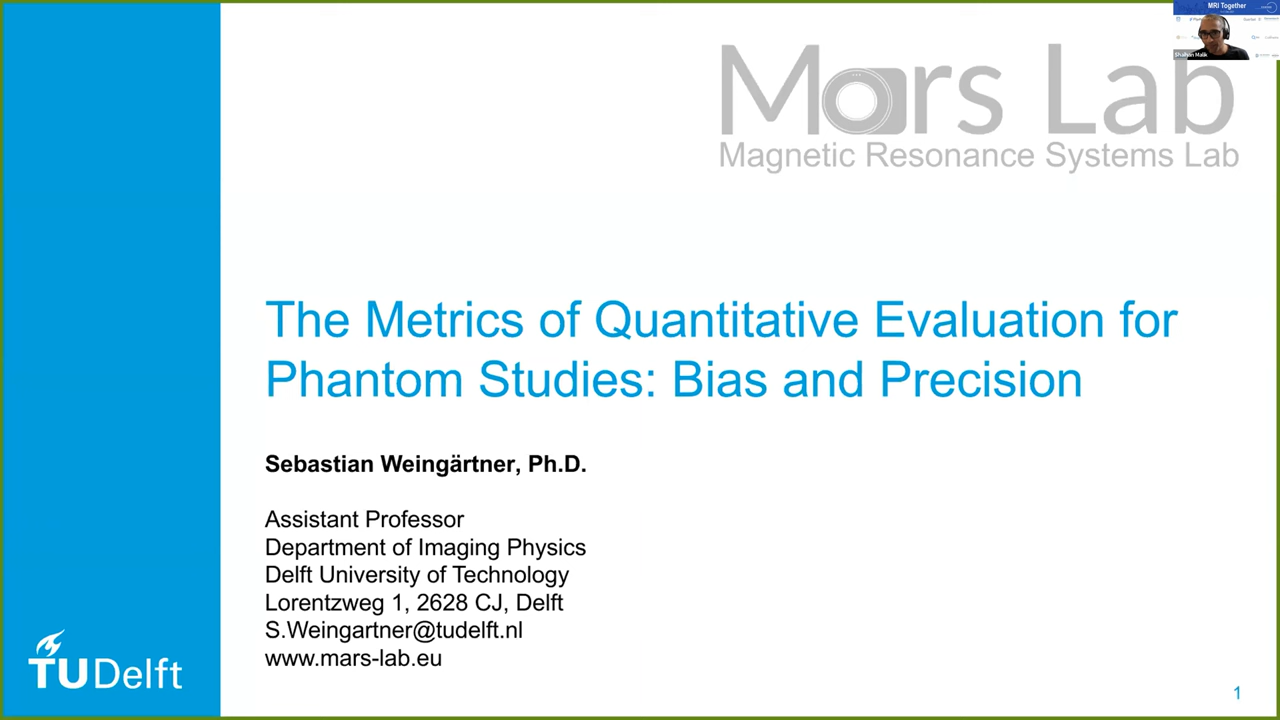 MRI Together
Shaihan Malik
Mars Lab
Magnetic Resonance Systems Lab
The Metrics of Quantitative Evaluation for
Phantom Studies: Bias and Precision
Sebastian Weingärtner, Ph.D.
Assistant Professor
Department of Imaging Physics
Delft University of Technology
Lorentzweg 1, 2628 CJ, Delft
S.Weingartner@tudelft.nl
www.mars-lab.eu
TUDelft
1